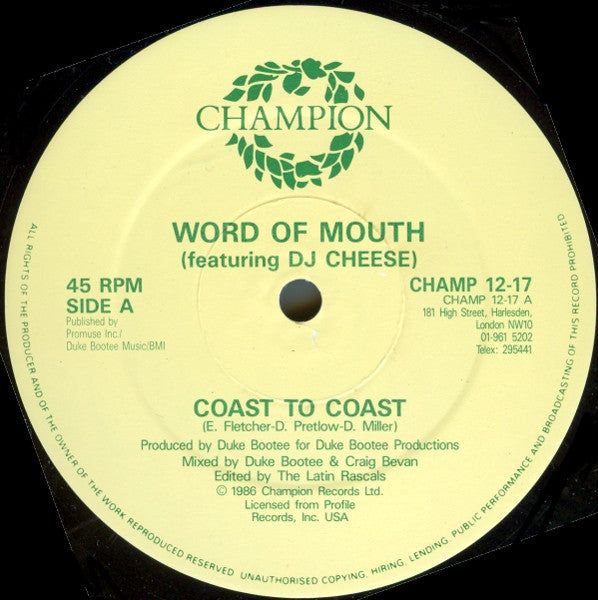 CHAMPION
WORD OF MOUTH
(featuring DJ CHEESE)
45 RPM
SIDE A
Published by
Promuse Inc./
Duke Bootee Music/BMI
CHAMP 12-17
CHAMP 12-17 A
181 High Street, Harlesden,
London NW10
01-961 5202
Telex: 295441
COAST TO COAST
(E. Fletcher-D. Pretlow-D. Miller)
Produced by Duke Bootee for Duke Bootee Productions
Mixed by Duke Bootee & Craig Bevan
Edited by The Latin Rascals
© 1986 Champion Records Ltd.
Licensed from Profile
Records, Inc. USA
ALL RIGHTS OF THE PRODUCER AND OF THE OWNER OF THE WORK REPRODUCED RESERVED UNAUTHORISED COPYING. HIRING. LENDING. PUBLIC PERFORMANCE AND BROADCASTING OF THIS RECORD PROHIBITED